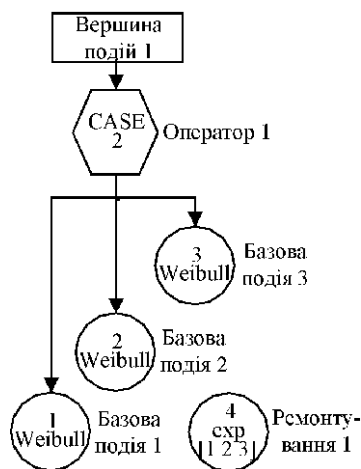 Вершина
подій 1
CASE
2
Оператор 1
3
Weibull
Базова
подія 3
2
Weibull
Базова
подія 2
1
Weibull
Базова
подія 1
4
exp
[1 2 3]
Ремонту-
вання 1